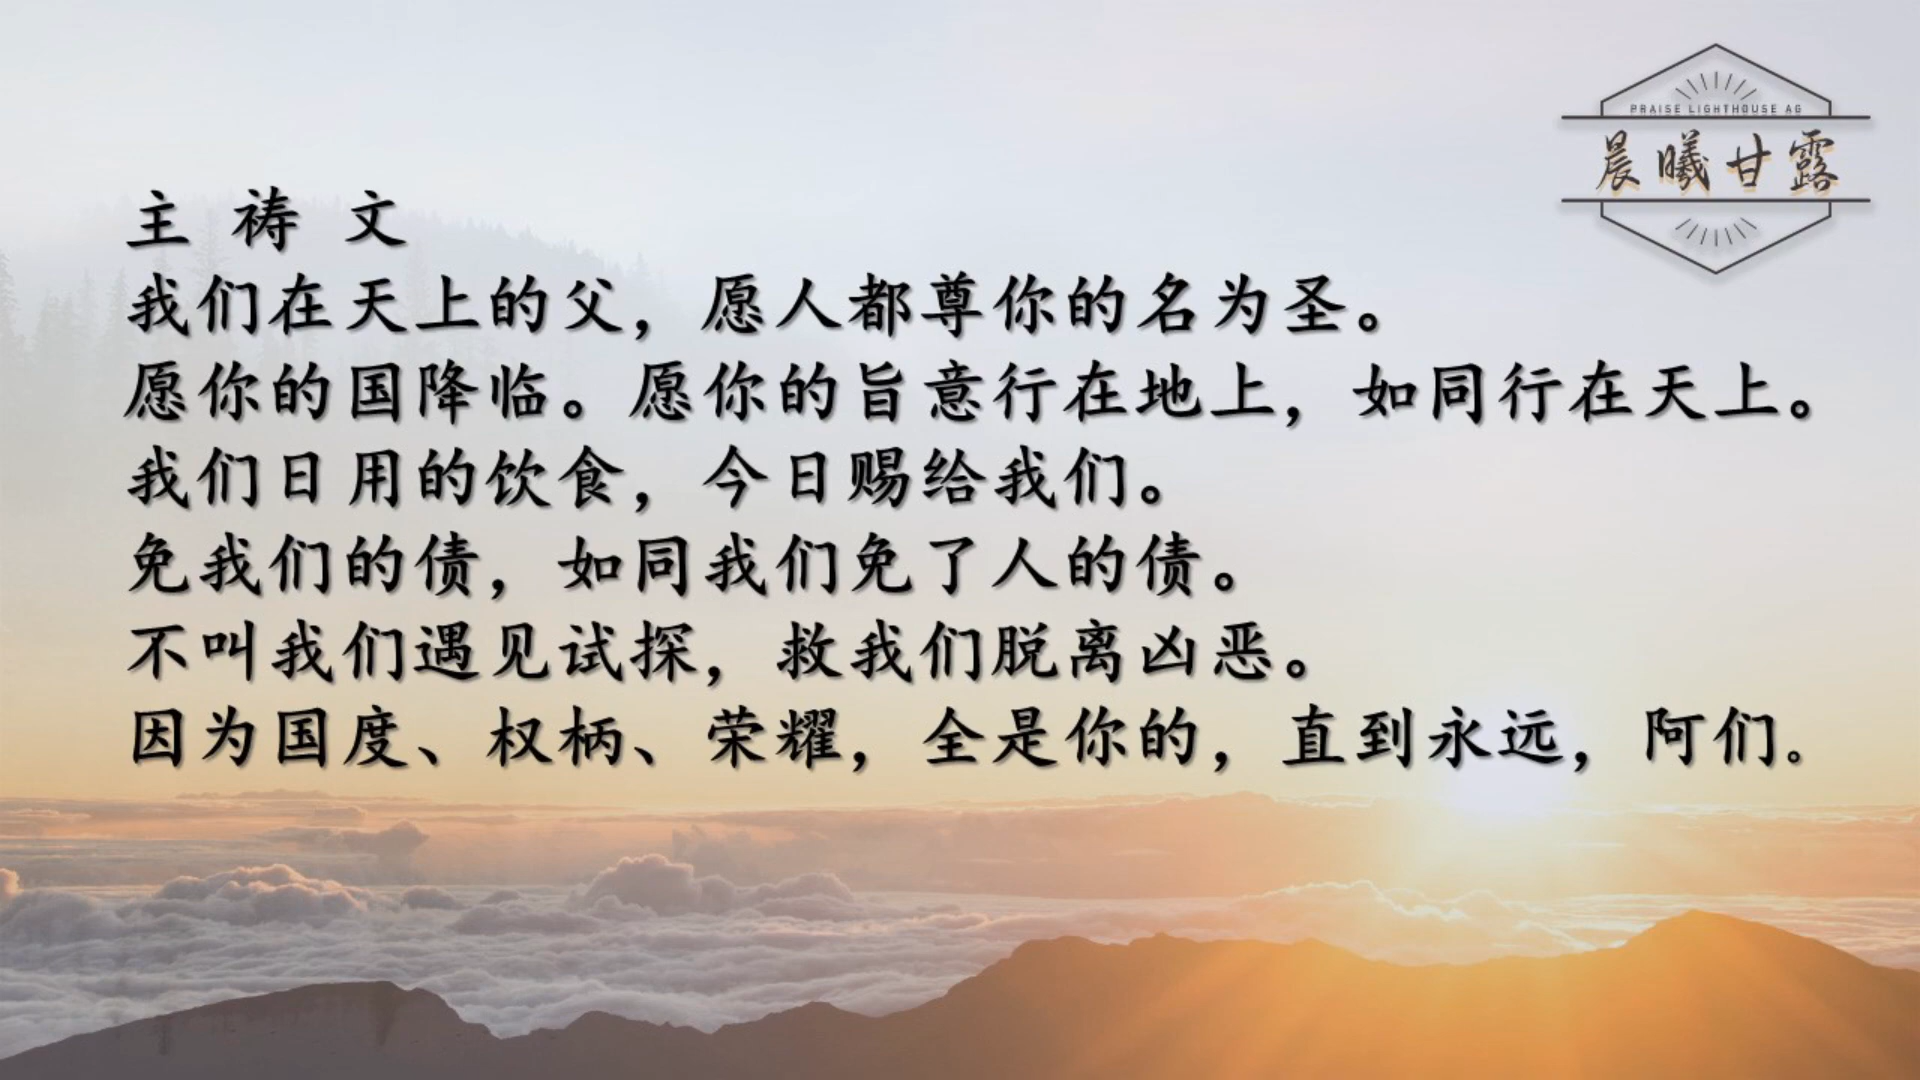 PRAISE LIGHTHOUSE AG
晨曦甘露
主 祷 文
我们在天上的父，愿人都尊你的名为圣。
愿你的国降临。愿你的旨意行在地上，如同行在天上。
我们日用的饮食，今日赐给我们。
免我们的债，如同我们免了人的债。
不叫我们遇见试探，救我们脱离凶恶。
因为国度、权柄、荣耀，全是你的，直到永远，阿们。